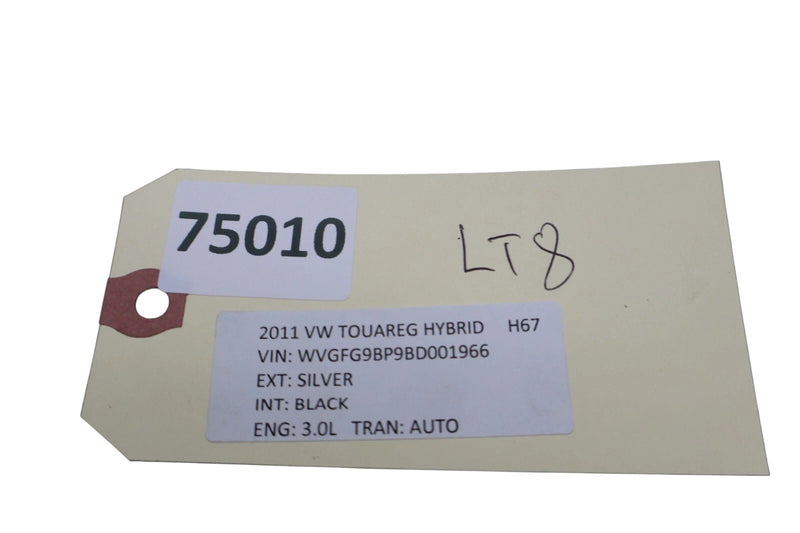 75010
LT8
2011 VW TOUAREG HYBRID H67
VIN: WVGFG9BP9BD001966
EXT: SILVER
INT: BLACK
ENG: 3.0L TRAN: AUTO